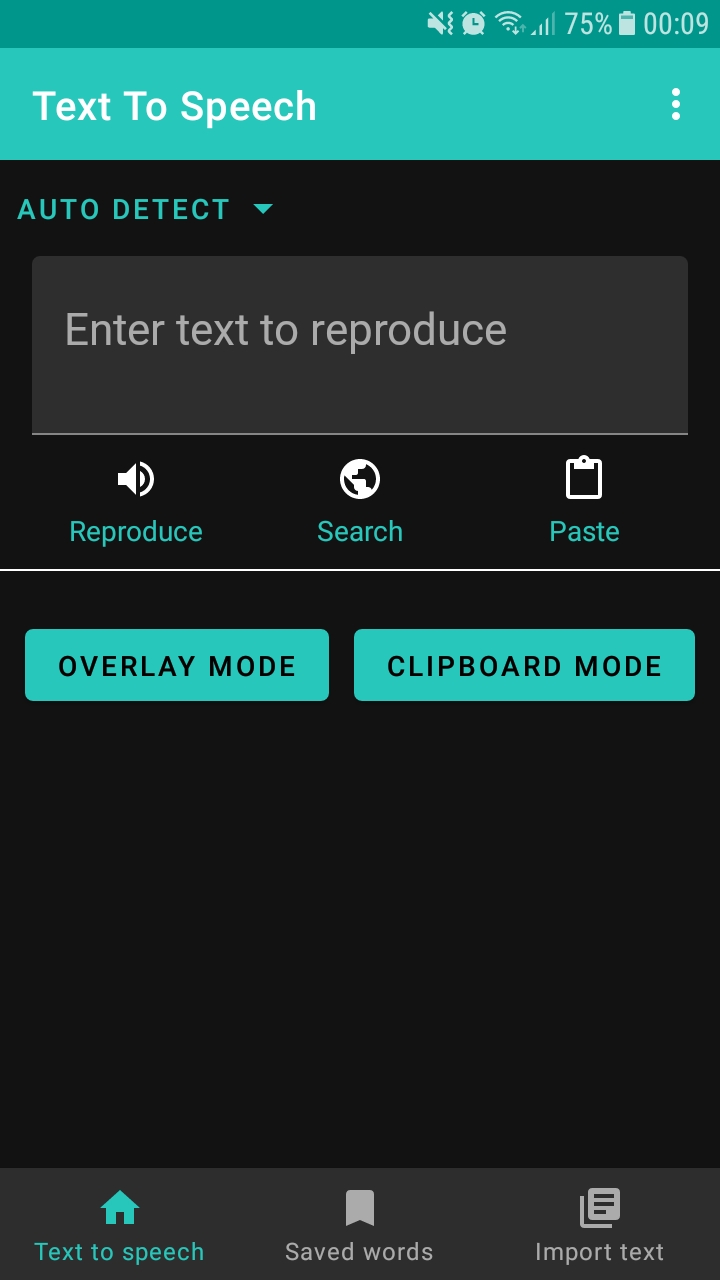 75% 00:09
Text To Speech
AUTO DETECT
Enter text to reproduce
Reproduce Search Paste
OVERLAY MODE CLIPBOARD MODE
Text to speech Saved words Import text